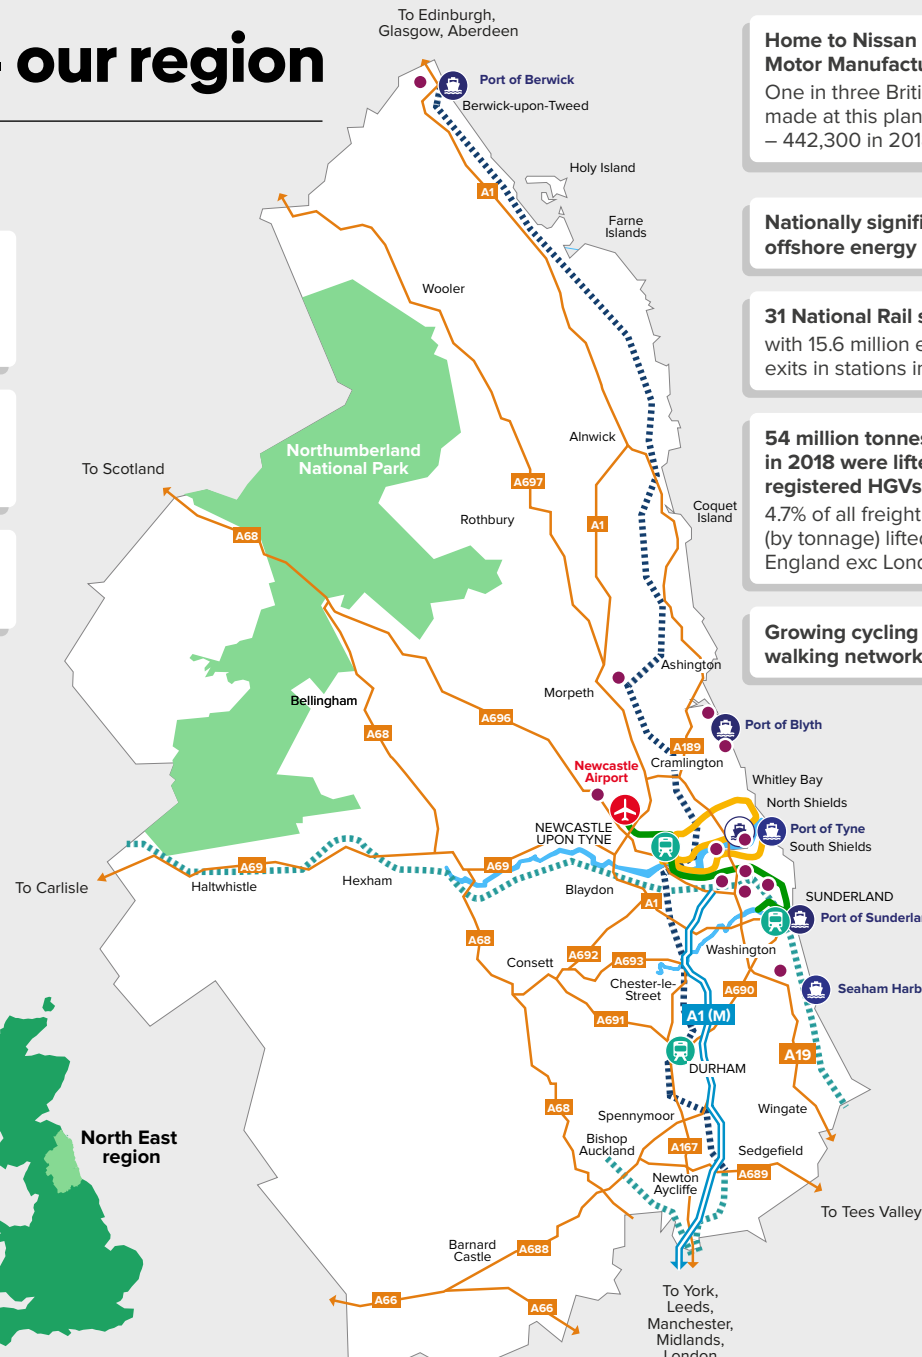 our region
To Edinburgh,
Glasgow, Aberdeen
Port of Berwick
Berwick-upon-Tweed
Holy Island
A1
Farne
Islands
Wooler
Northumberland
National Park
Alnwick
To Scotland
A697
Rothbury
A1
Coquet
Island
A68
Ashington
Morpeth
Bellingham
A696
A68
Port of Blyth
A189
Cramlington
Newcastle
Airport
Whitley Bay
North Shields
NEWCASTLE
UPON TYNE
Port of Tyne
South Shields
A69
A69
To Carlisle
Haltwhistle
Hexham
Blaydon
A1
SUNDERLAND
Port of Sunderlan
A68
Washington
A692
A693
Consett
Chester-le-
Street
A690
Seaham Harb
A691
A1 (M)
A19
DURHAM
A68
Spennymoor
Wingate
Bishop
Auckland
A167
Sedgefield
A689
Newton
Aycliffe
To Tees Valley
Barnard
Castle
A688
A66
A66
To York,
Leeds,
Manchester,
Midlands,
London
North East
region
Home to Nissan
Motor Manufactu
One in three Briti
made at this plan
– 442,300 in 201
Nationally signifi
offshore energy
31 National Rail s
with 15.6 million e
exits in stations i
54 million tonnes
in 2018 were lifte
registered HGVs
4.7% of all freight
(by tonnage) lifted
England exc Lond
Growing cycling
walking network